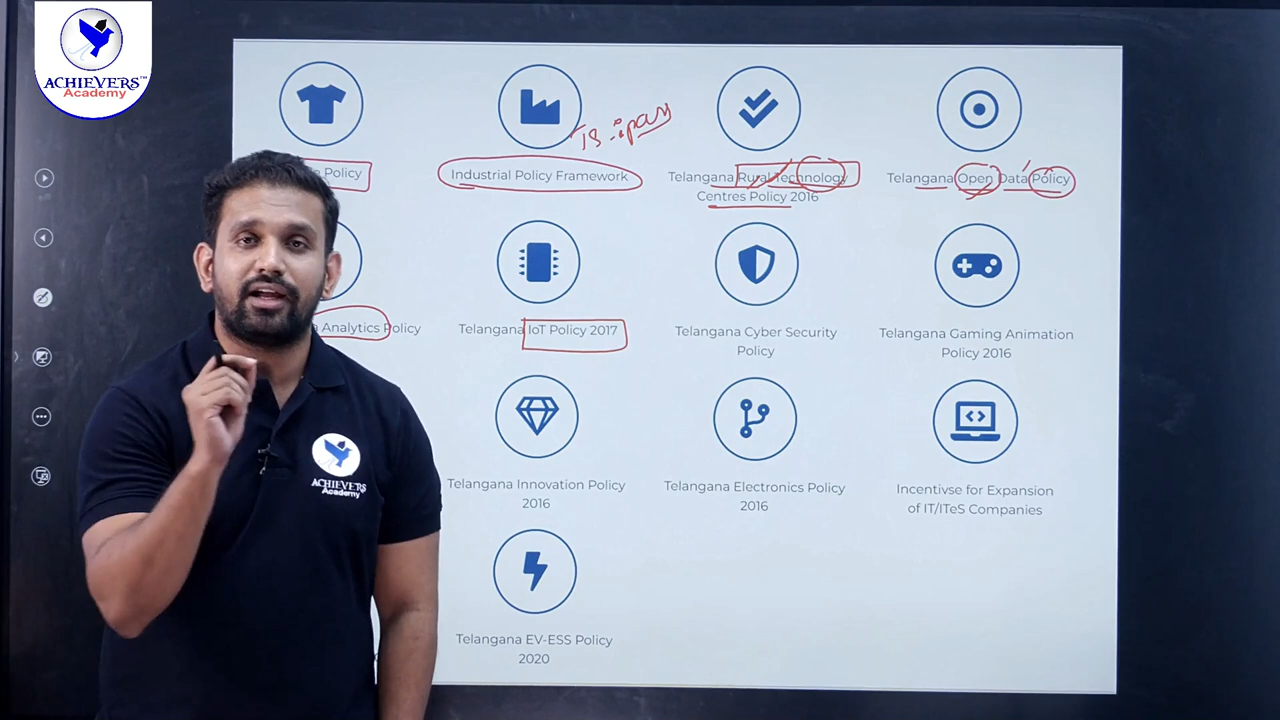 ACHIEVERS™
Academy
TS-ipass
Policy
Industrial Policy Framework
Telangana Rural Technology
Centres Policy 2016
Telangana Open Data Policy
Analytics Policy
Telangana IoT Policy 2017
Telangana Cyber Security
Policy
Telangana Gaming Animation
Policy 2016
ACHIEVERS
Academy
Telangana Innovation Policy
2016
Telangana Electronics Policy
2016
Incentivse for Expansion
of IT/ITeS Companies
Telangana EV-ESS Policy
2020